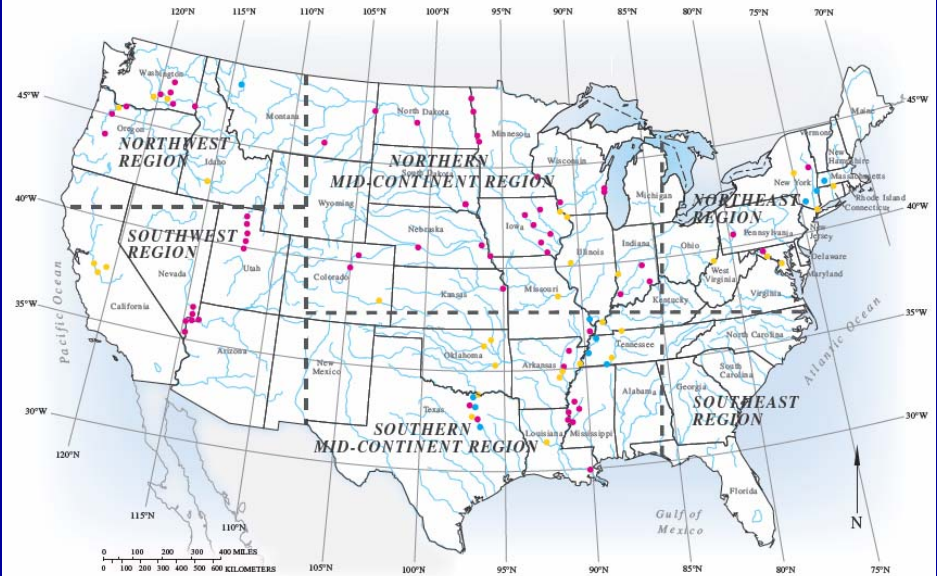 120°N 115°N 110°N 105°N 100°N 95°N 90°N 85°N 80°N 75°N 70°N
45°W
45°W
Washington
Montana
North Dakota
Minnesota
Maine
Oregon
NORTHWEST
REGION
Idaho
Wisconsin
Vermont
New
Hampshire
Massachusetts
Rhode Island
Connecticut
New York
NORTHERN
South Dakota
MID-CONTINENT REGION
Michigan
NORTHEAST
REGION
40°W
40°W
Wyoming
Nebraska
Iowa
Pennsylvania
New
Jersey
SOUTHWEST
REGION
Illinois
Indiana
Ohio
Delaware
Maryland
Nevada
Utah
Colorado
Kansas
Missouri
West
Virginia
Virginia
Kentucky
Pacific Ocean
35°W
35°W
California
Arizona
New
Mexico
Oklahoma
Arkansas
Tennessee
North Carolina
South
Carolina
Atlantic Ocean
Alabama
Georgia
SOUTHEAST
REGION
30°W
30°W
Texas
SOUTHERN
MID-CONTINENT REGION
Louisiana
Mississippi
120°N
Florida
Gulf of
Mexico
N
115°N
110°N
0 100 200 300 400 MILES
0 100 200 300 400 500 600 KILOMETERS
105°N 100°N 95°N 90°N 85°N 80°N 75°N